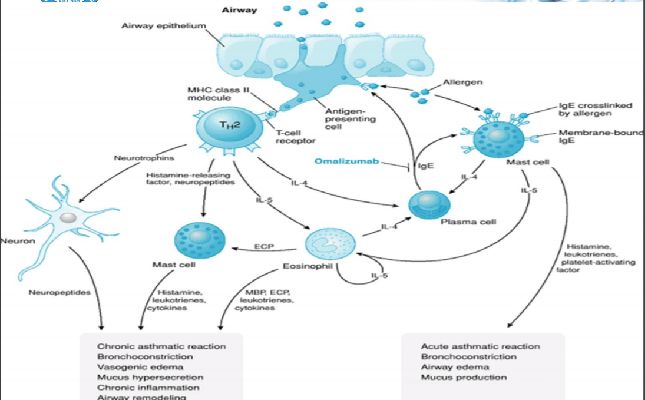 Airway
Airway epithelium
Allergen
MHC class II
molecule
IgE crosslinked
by allergen
Antigen-
presenting
cell
TH2
T-cell
receptor
Membrane-bound
IgE
Neurotrophins
Omalizumab
IgE
Mast cell
Histamine-releasing
factor, neuropeptides
IL-4
IL-4
IL-5
IL-5
Plasma cell
IL-4
Neuron
ECP
Mast cell
Eosinophil
IL-5
Histamine,
leukotrienes,
platelet-activating
factor
Neuropeptides
Histamine,
leukotrienes,
cytokines
MBP, ECP,
leukotrienes,
cytokines
Chronic asthmatic reaction
Bronchoconstriction
Vasogenic edema
Mucus hypersecretion
Chronic inflammation
Airway remodeling
Acute asthmatic reaction
Bronchoconstriction
Airway edema
Mucus production